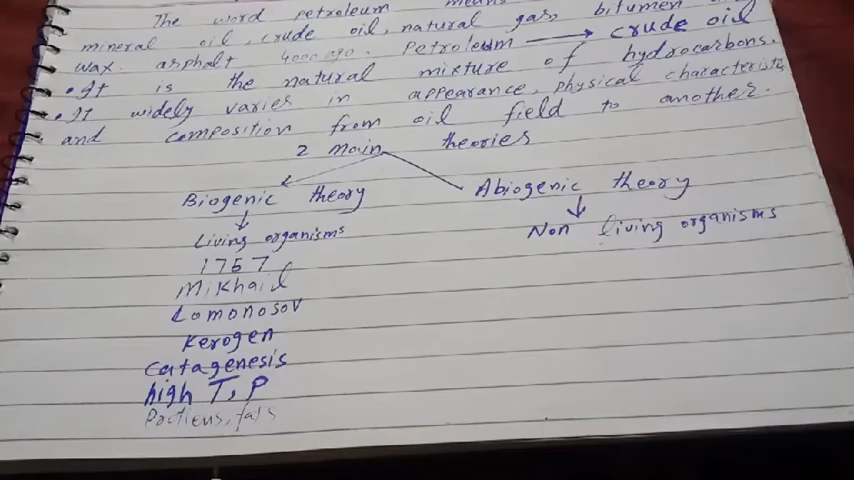 The word petroleum means
mineral oil, crude oil, natural gas, bitumen
wax. asphalt 4000 ago. Petroleum → crude oil
• It is the natural mixture of hydrocarbons.
• It widely varies in appearance, physical characteristics
and composition from oil field to another.
2 main theories
Biogenic theory Abiogenic theory
Living organisms Non living organisms
1757
Mikhail
Lomonosov
Kerogen
Catagenesis
high T, P